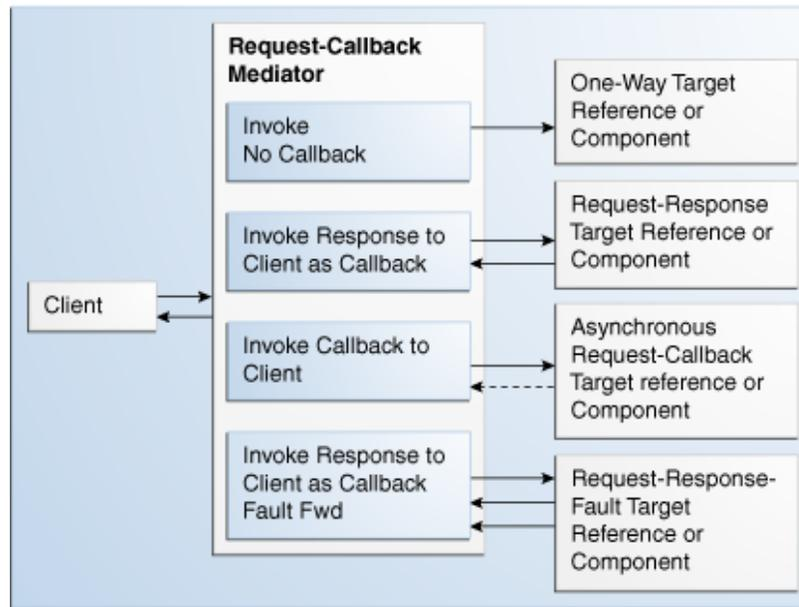 Request-Callback
Mediator
Invoke
No Callback
One-Way Target
Reference or
Component
Invoke Response to
Client as Callback
Request-Response
Target Reference or
Component
Client
Invoke Callback to
Client
Asynchronous
Request-Callback
Target reference or
Component
Invoke Response to
Client as Callback
Fault Fwd
Request-Response-
Fault Target
Reference or
Component